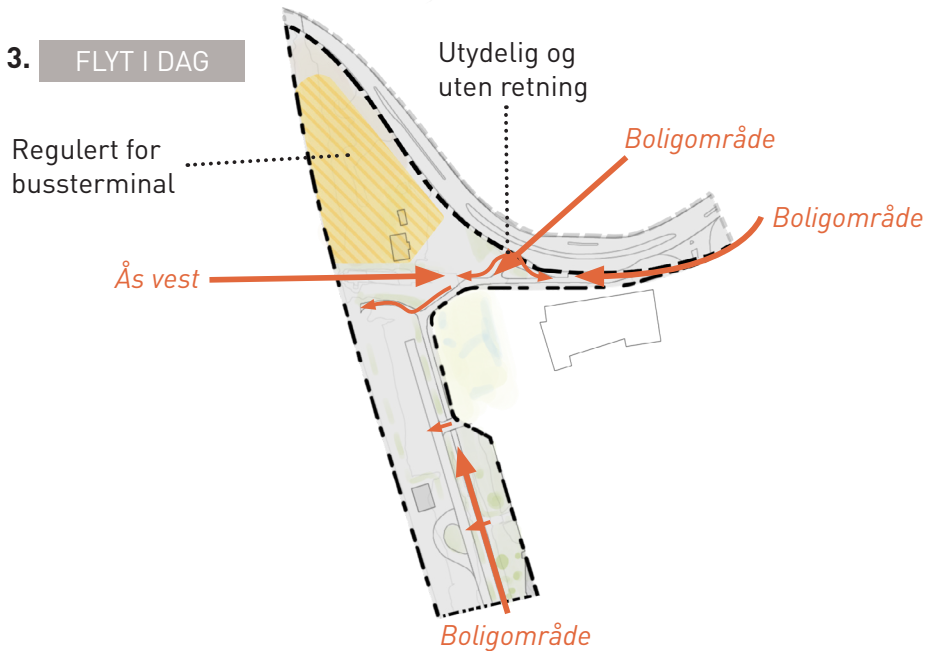 3. FLYT I DAG
Utydelig og
uten retning
Boligområde
Regulert for
bussterminal
Boligområde
Ås vest
Boligområde